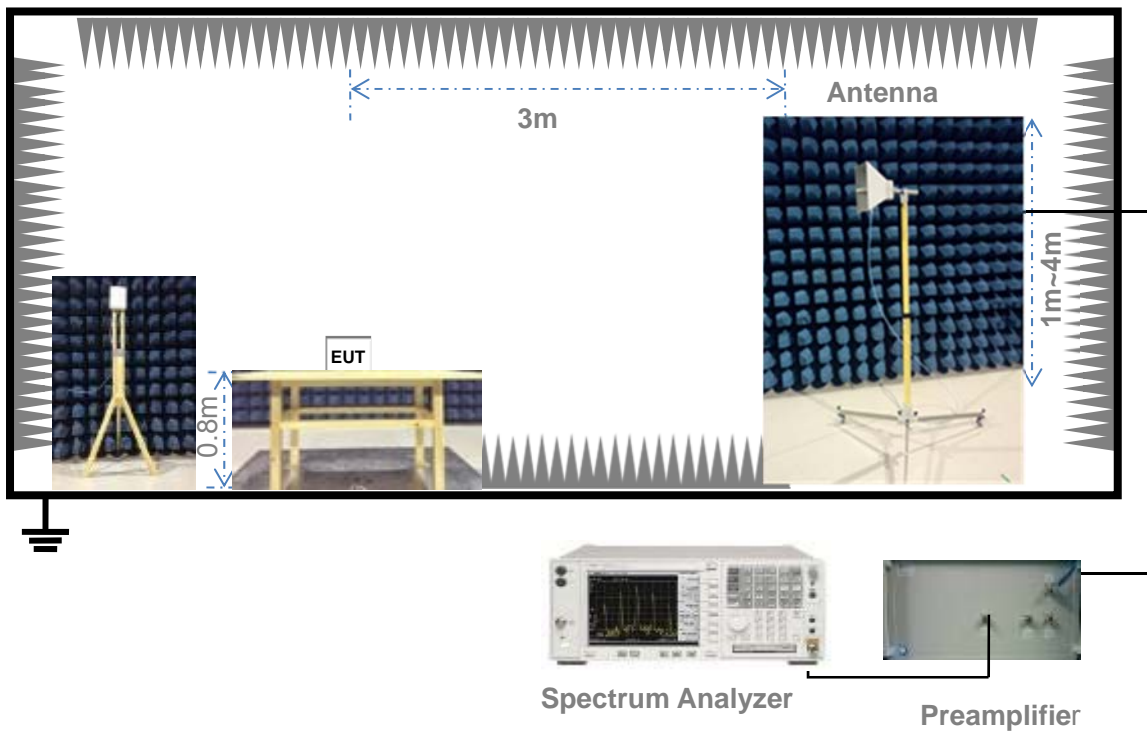 Antenna
3m
1m~4m
EUT
0.8m
Spectrum Analyzer
Preamplifier